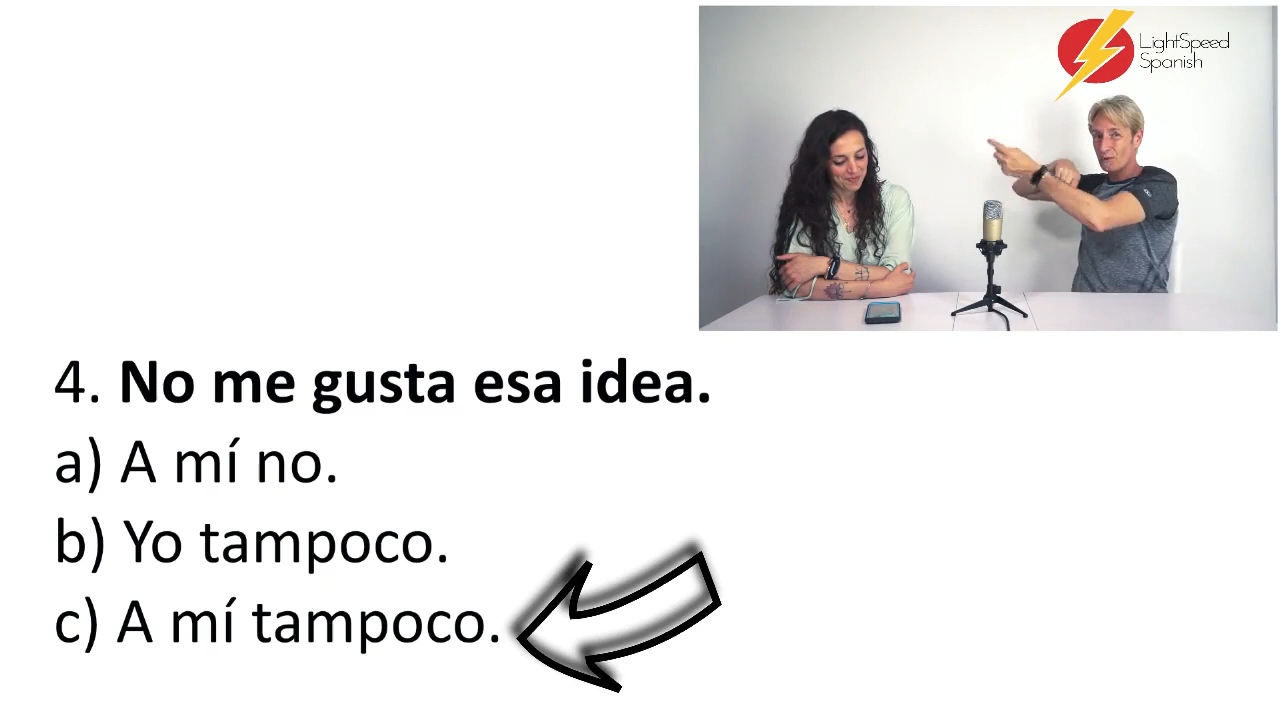 LightSpeed
Spanish
4. No me gusta esa idea.
a) A mí no.
b) Yo tampoco.
c) A mí tampoco.